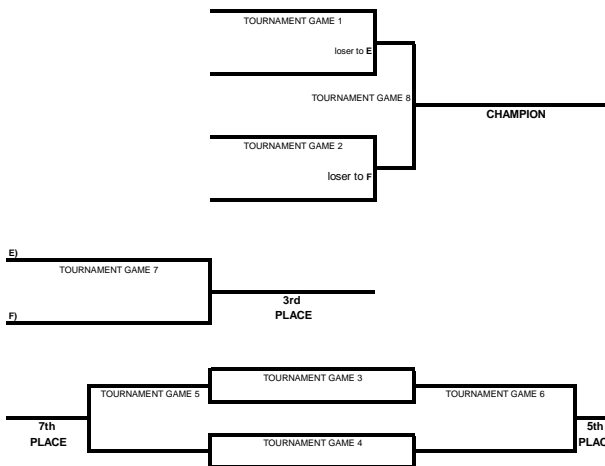 TOURNAMENT GAME 1
loser to E
TOURNAMENT GAME 8
CHAMPION
TOURNAMENT GAME 2
loser to F
E)
TOURNAMENT GAME 7
3rd
PLACE
F)
TOURNAMENT GAME 3
TOURNAMENT GAME 5
TOURNAMENT GAME 6
7th
PLACE
5th
PLAC
TOURNAMENT GAME 4